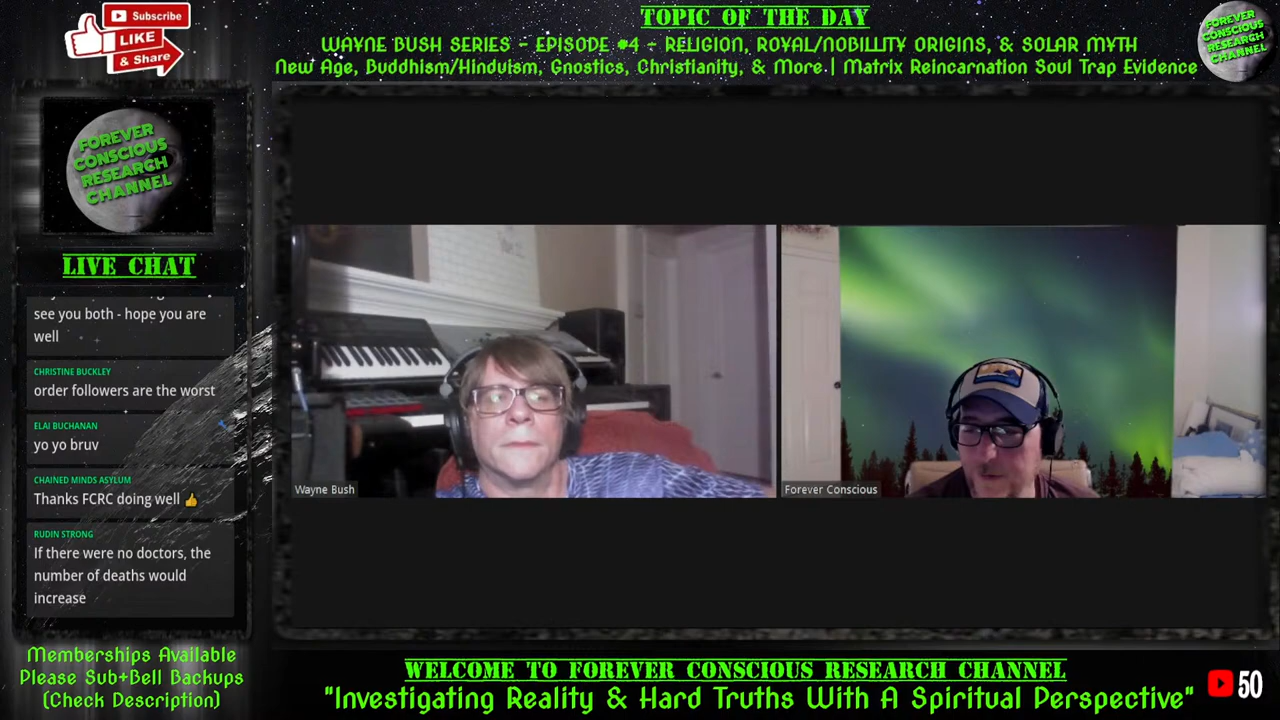 Subscribe
LIKE
& Share
TOPIC OF THE DAY
WAYNE BUSH SERIES - EPISODE #4 - RELIGION, ROYAL/NOBILLITY ORIGINS, & SOLAR MYTH
New Age, Buddhism/Hinduism, Gnostics, Christianity, & More | Matrix Reincarnation Soul Trap Evidence
FOREVER
CONSCIOUS
RESEARCH
CHANNEL
FOREVER
CONSCIOUS
RESEARCH
CHANNEL
LIVE CHAT
see you both - hope you are
well
CHRISTINE BUCKLEY
order followers are the worst
ELAI BUCHANAN
yo yo bruv
CHAINED MINDS ASYLUM
Thanks FCRC doing well 👍
RUDIN STRONG
If there were no doctors, the
number of deaths would
increase
Wayne Bush
Forever Conscious
Memberships Available
Please Sub+Bell Backups
(Check Description)
WELCOME TO FOREVER CONSCIOUS RESEARCH CHANNEL
"Investigating Reality & Hard Truths With A Spiritual Perspective"
50